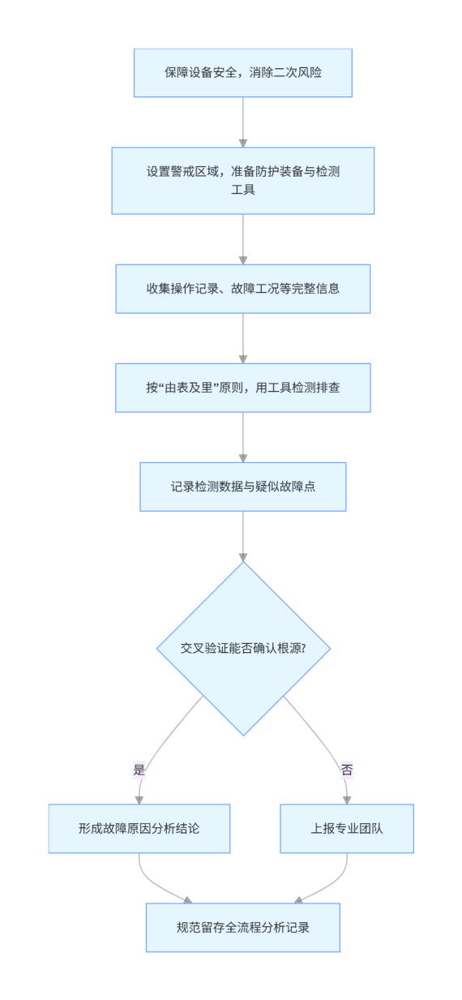 保障设备安全，消除二次风险
设置警戒区域，准备防护装备与检测
工具
收集操作记录、故障工况等完整信息
按“由表及里”原则，用工具检测排查
记录检测数据与疑似故障点
交叉验证能否确认根源?
是
否
形成故障原因分析结论
上报专业团队
规范留存全流程分析记录